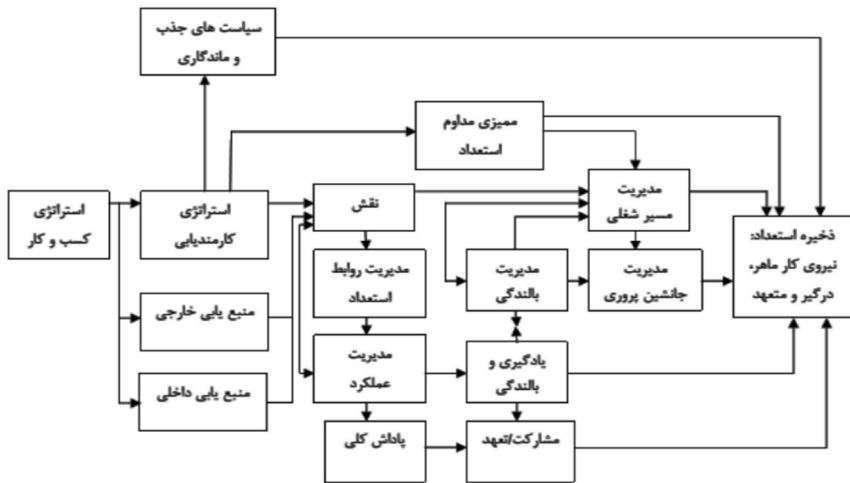 سیاست های جذب
و ماندگاری
ممیزی مداوم
استعداد
استراتژی
کسب و کار
استراتژی
کارمندیابی
نقش
مدیریت
مسیر شغلی
ذخیره استعداد:
نیروی کار ماهر،
درگیر و متعهد
مدیریت روابط
استعداد
مدیریت
بالندگی
مدیریت
جانشین پروری
منبع یابی خارجی
مدیریت
عملکرد
یادگیری و
بالندگی
منبع یابی داخلی
پاداش کلی
مشارکت/تعهد